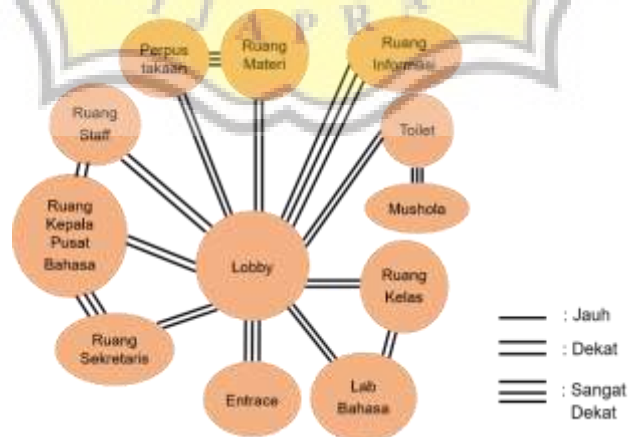 J A P R A
Perpus
takaan
Ruang
Materi
Ruang
Informasi
Ruang
Staff
Toilet
Mushola
Ruang
Kepala
Pusat
Bahasa
Lobby
Ruang
Kelas
Ruang
Sekretaris
Entrace
Lab
Bahasa
: Jauh
: Dekat
: Sangat
Dekat